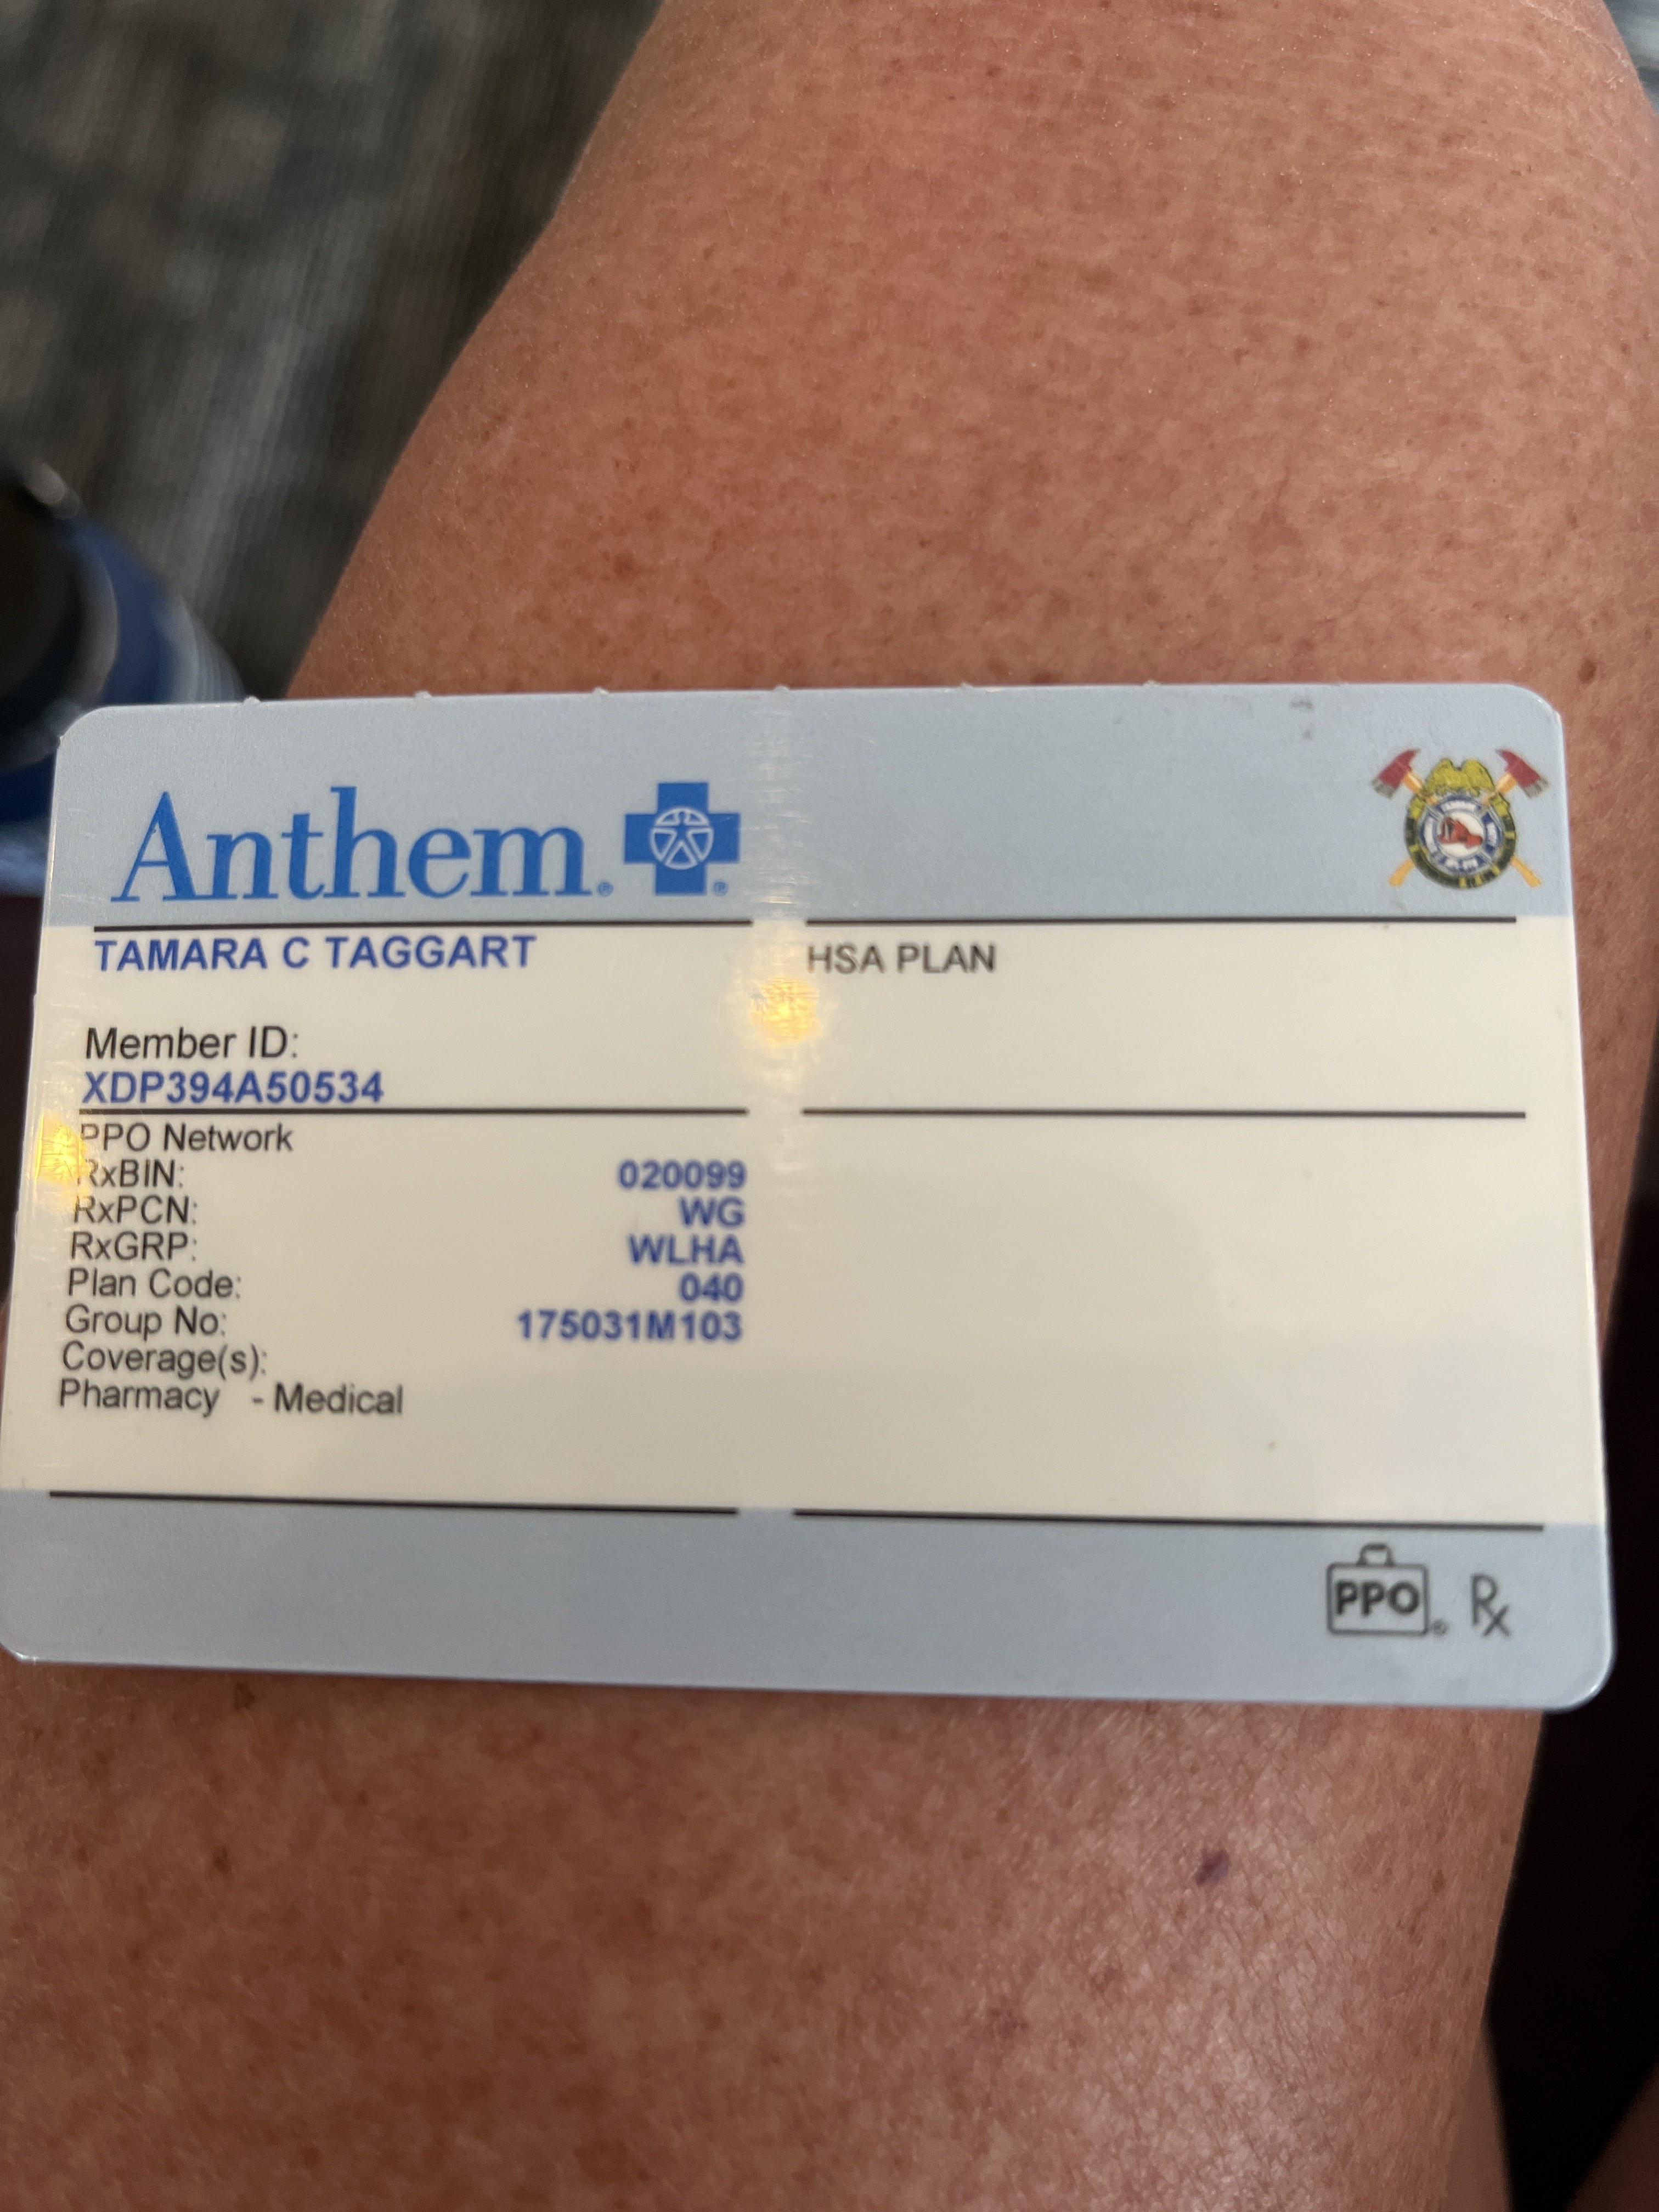 Anthem
TAMARA C TAGGART
HSA PLAN
Member ID:
XDP394A50534
PPO Network
RxBIN: 020099
RxPCN: WG
RxGRP: WLHA
Plan Code: 040
Group No: 175031M103
Coverage(s):
Pharmacy - Medical
PPO Rx